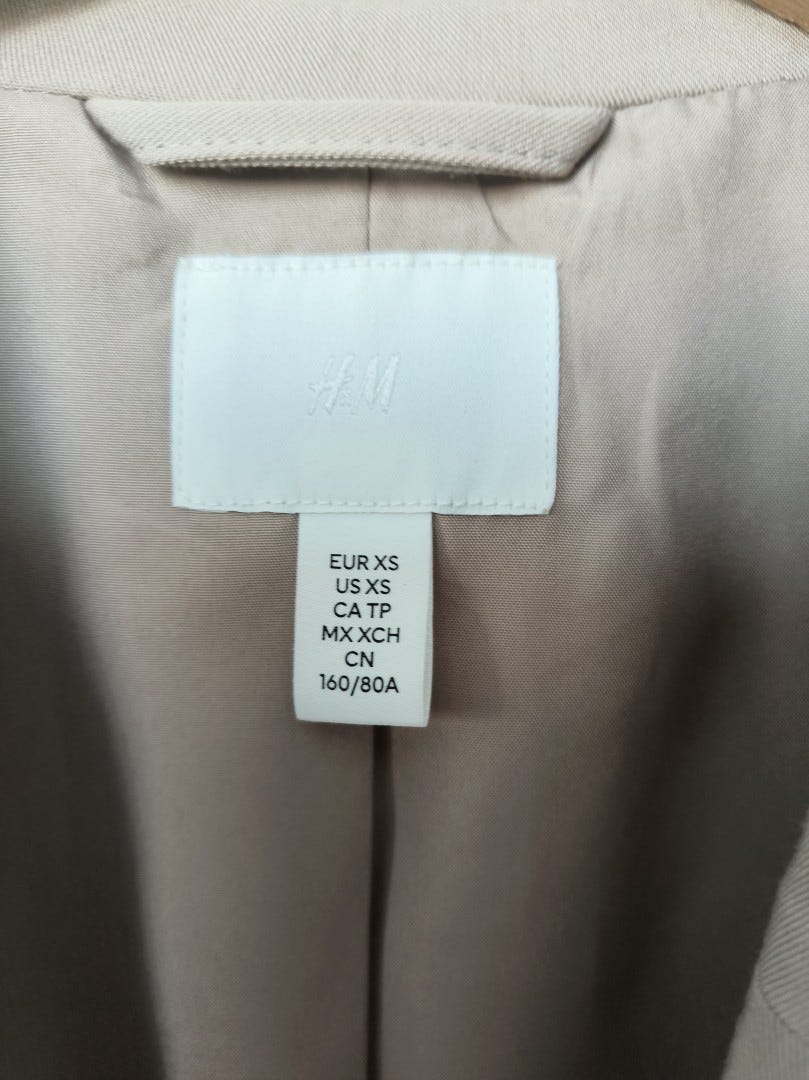 H&M
EUR XS
US XS
CA TP
MX XCH
CN
160/80A